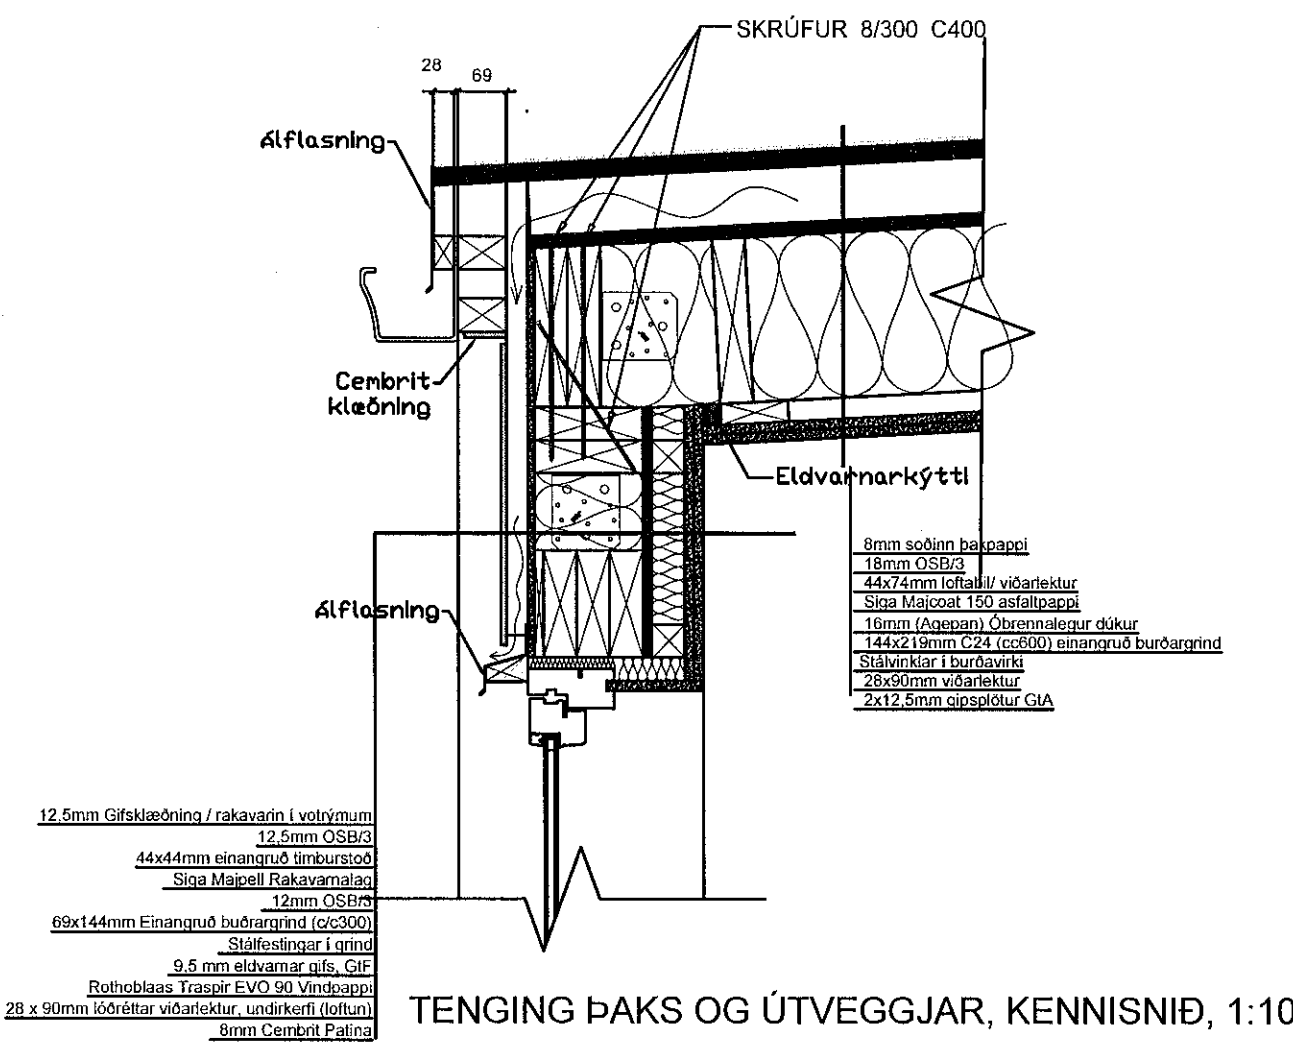 SKRÚFUR 8/300 C400
28 69
Álflasning
Cembrit
klæðning
Eldvarnarkýtti
Álflasning
8mm soðinn þakpappi
18mm OSB/3
44x74mm loftabil/ viðarlektur
Siga Majcoat 150 asfaltpappi
16mm (Agepan) Óbrennalegur dúkur
144x219mm C24 (cc600) einangruð burðargrind
Stálvinklar í burðavirki
28x90mm viðarlektur
2x12,5mm gipsplötur GtA
12,5mm Gifsklæðning / rakavarin í votrýmum
12,5mm OSB/3
44x44mm einangruð timburstoð
Siga Majpell Rakavarnalag
12mm OSB/3
69x144mm Einangruð buðrargrind (c/c300)
Stálfestingar í grind
9,5 mm eldvarnar gifs, GtF
Rothoblaas Traspir EVO 90 Vindpappi
28 x 90mm lóðréttar viðarlektur, undirkerfi (loftun)
8mm Cembrit Patina
TENGING ÞAKS OG ÚTVEGGJAR, KENNISNIÐ, 1:10